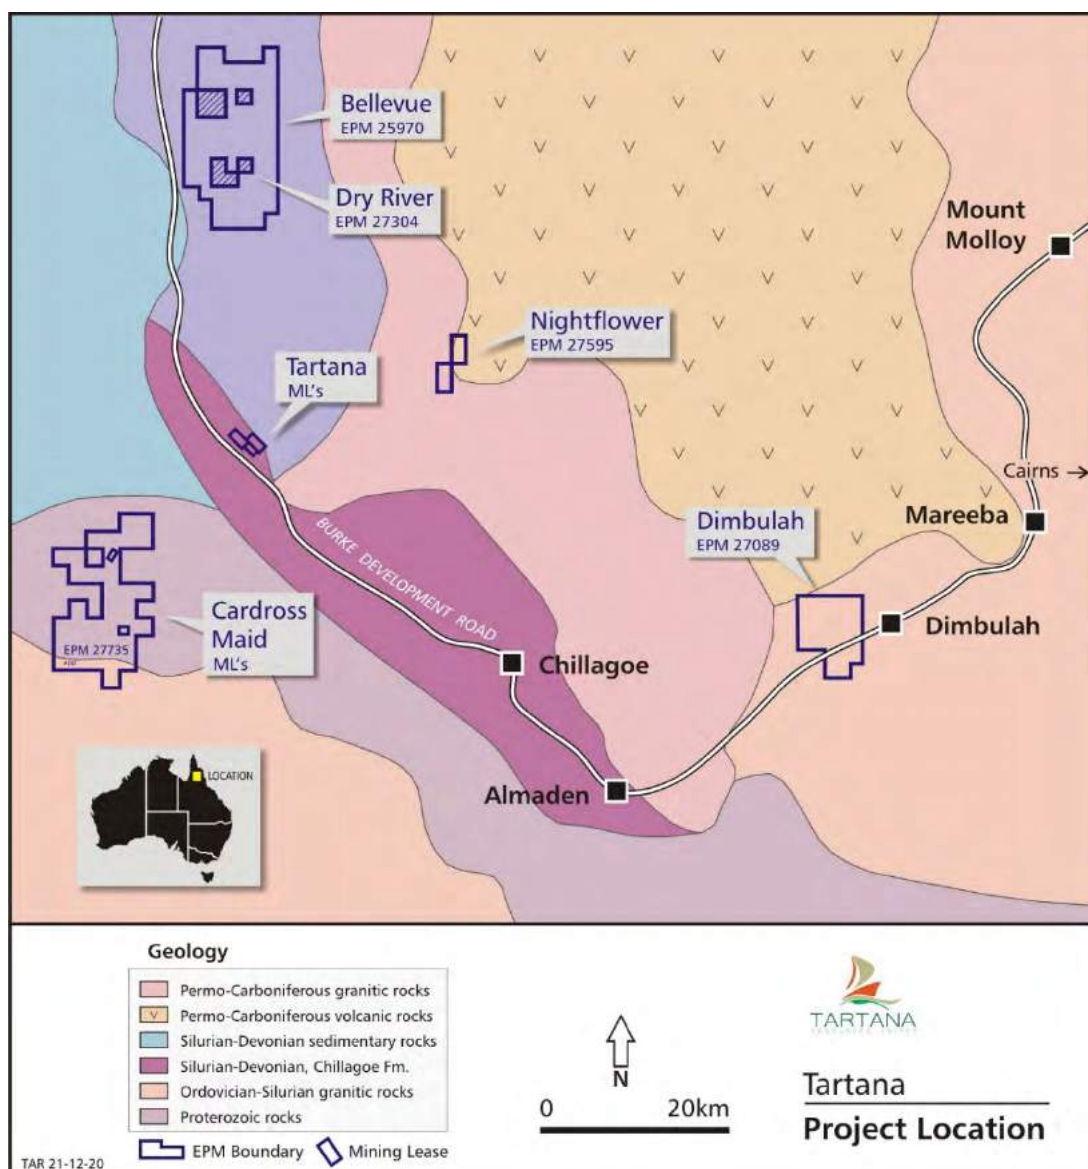 Bellevue
EPM 25970
Dry River
EPM 27304
Mount
Molloy
Nightflower
EPM 27595
Tartana
ML's
Cairns →
Mareeba
Dimbulah
EPM 27089
BURKE DEVELOPMENT ROAD
Cardross
Maid
ML's
EPM 27735
Dimbulah
Chillagoe
Almaden
LOCATION
Geology
Permo-Carboniferous granitic rocks
Permo-Carboniferous volcanic rocks
Silurian-Devonian sedimentary rocks
Silurian-Devonian, Chillagoe Fm.
Ordovician-Silurian granitic rocks
Proterozoic rocks
EPM Boundary
Mining Lease
N
0
20km
TARTANA
Tartana
Project Location
TAR 21-12-20